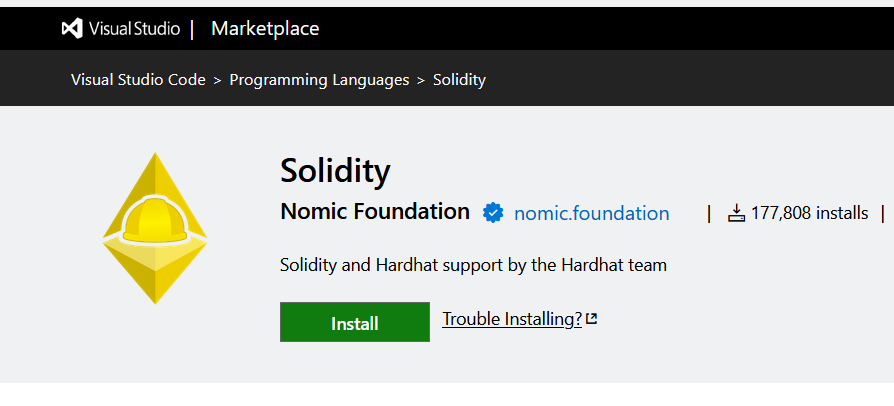 Visual Studio | Marketplace
Visual Studio Code > Programming Languages > Solidity
Solidity
Nomic Foundation nomic.foundation | 177,808 installs |
Solidity and Hardhat support by the Hardhat team
Install Trouble Installing?